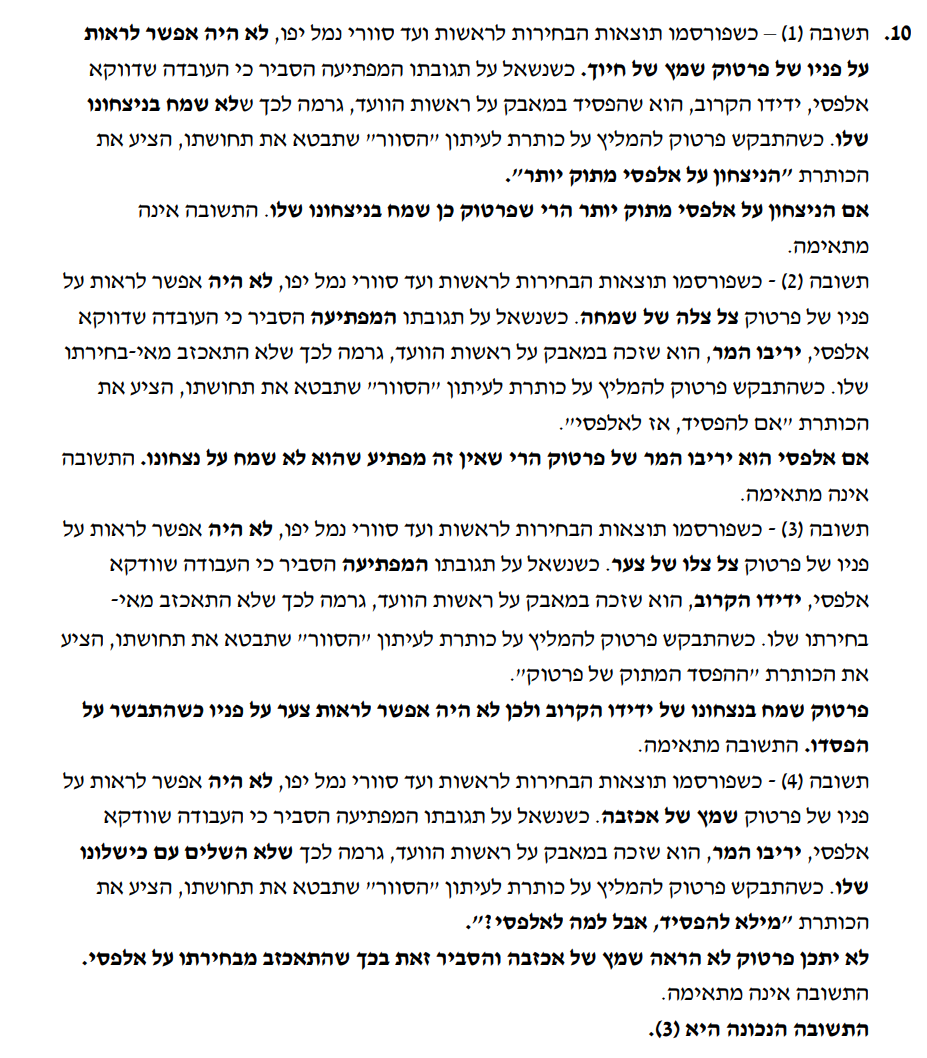 10. תשובה (1) – כשפורסמו תוצאות הבחירות לראשות ועד סוורי נמל יפו, לא היה אפשר לראות
על פניו של פרטוק שמץ של חיוך. כשנשאל על תגובתו המפתיעה הסביר כי העובדה שדווקא
אלפסי, ידידו הקרוב, הוא שהפסיד במאבק על ראשות הוועד, גרמה לכך שלא שמח בניצחונו
שלו. כשהתבקש פרטוק להמליץ על כותרת לעיתון ״הסוור״ שתבטא את תחושתו, הציע את
הכותרת ״הניצחון על אלפסי מתוק יותר״.
אם הניצחון על אלפסי מתוק יותר הרי שפרטוק כן שמח בניצחונו שלו. התשובה אינה
מתאימה.
תשובה (2) - כשפורסמו תוצאות הבחירות לראשות ועד סוורי נמל יפו, לא היה אפשר לראות על
פניו של פרטוק צל צלה של שמחה. כשנשאל על תגובתו המפתיעה הסביר כי העובדה שדווקא
אלפסי, יריבו המר, הוא שזכה במאבק על ראשות הוועד, גרמה לכך שלא התאכזב מאי-בחירתו
שלו. כשהתבקש פרטוק להמליץ על כותרת לעיתון ״הסוור״ שתבטא את תחושתו, הציע את
הכותרת ״אם להפסיד, אז לאלפסי״.
אם אלפסי הוא יריבו המר של פרטוק הרי שאין זה מפתיע שהוא לא שמח על נצחונו. התשובה
אינה מתאימה.
תשובה (3) - כשפורסמו תוצאות הבחירות לראשות ועד סוורי נמל יפו, לא היה אפשר לראות על
פניו של פרטוק צל צלו של צער. כשנשאל על תגובתו המפתיעה הסביר כי העבודה שוודקא
אלפסי, ידידו הקרוב, הוא שזכה במאבק על ראשות הוועד, גרמה לכך שלא התאכזב מאי-
בחירתו שלו. כשהתבקש פרטוק להמליץ על כותרת לעיתון ״הסוור״ שתבטא את תחושתו, הציע
את הכותרת ״ההפסד המתוק של פרטוק״.
פרטוק שמח בנצחונו של ידידו הקרוב ולכן לא היה אפשר לראות צער על פניו כשהתבשר על
הפסדו. התשובה מתאימה.
תשובה (4) - כשפורסמו תוצאות הבחירות לראשות ועד סוורי נמל יפו, לא היה אפשר לראות על
פניו של פרטוק שמץ של אכזבה. כשנשאל על תגובתו המפתיעה הסביר כי העבודה שוודקא
אלפסי, יריבו המר, הוא שזכה במאבק על ראשות הוועד, גרמה לכך שלא השלים עם כישלונו
שלו. כשהתבקש פרטוק להמליץ על כותרת לעיתון ״הסוור״ שתבטא את תחושתו, הציע את
הכותרת ״מילא להפסיד, אבל למה לאלפסי?״.
לא יתכן פרטוק לא הראה שמץ של אכזבה והסביר זאת בכך שהתאכזב מבחירתו על אלפסי.
התשובה אינה מתאימה.
התשובה הנכונה היא (3).